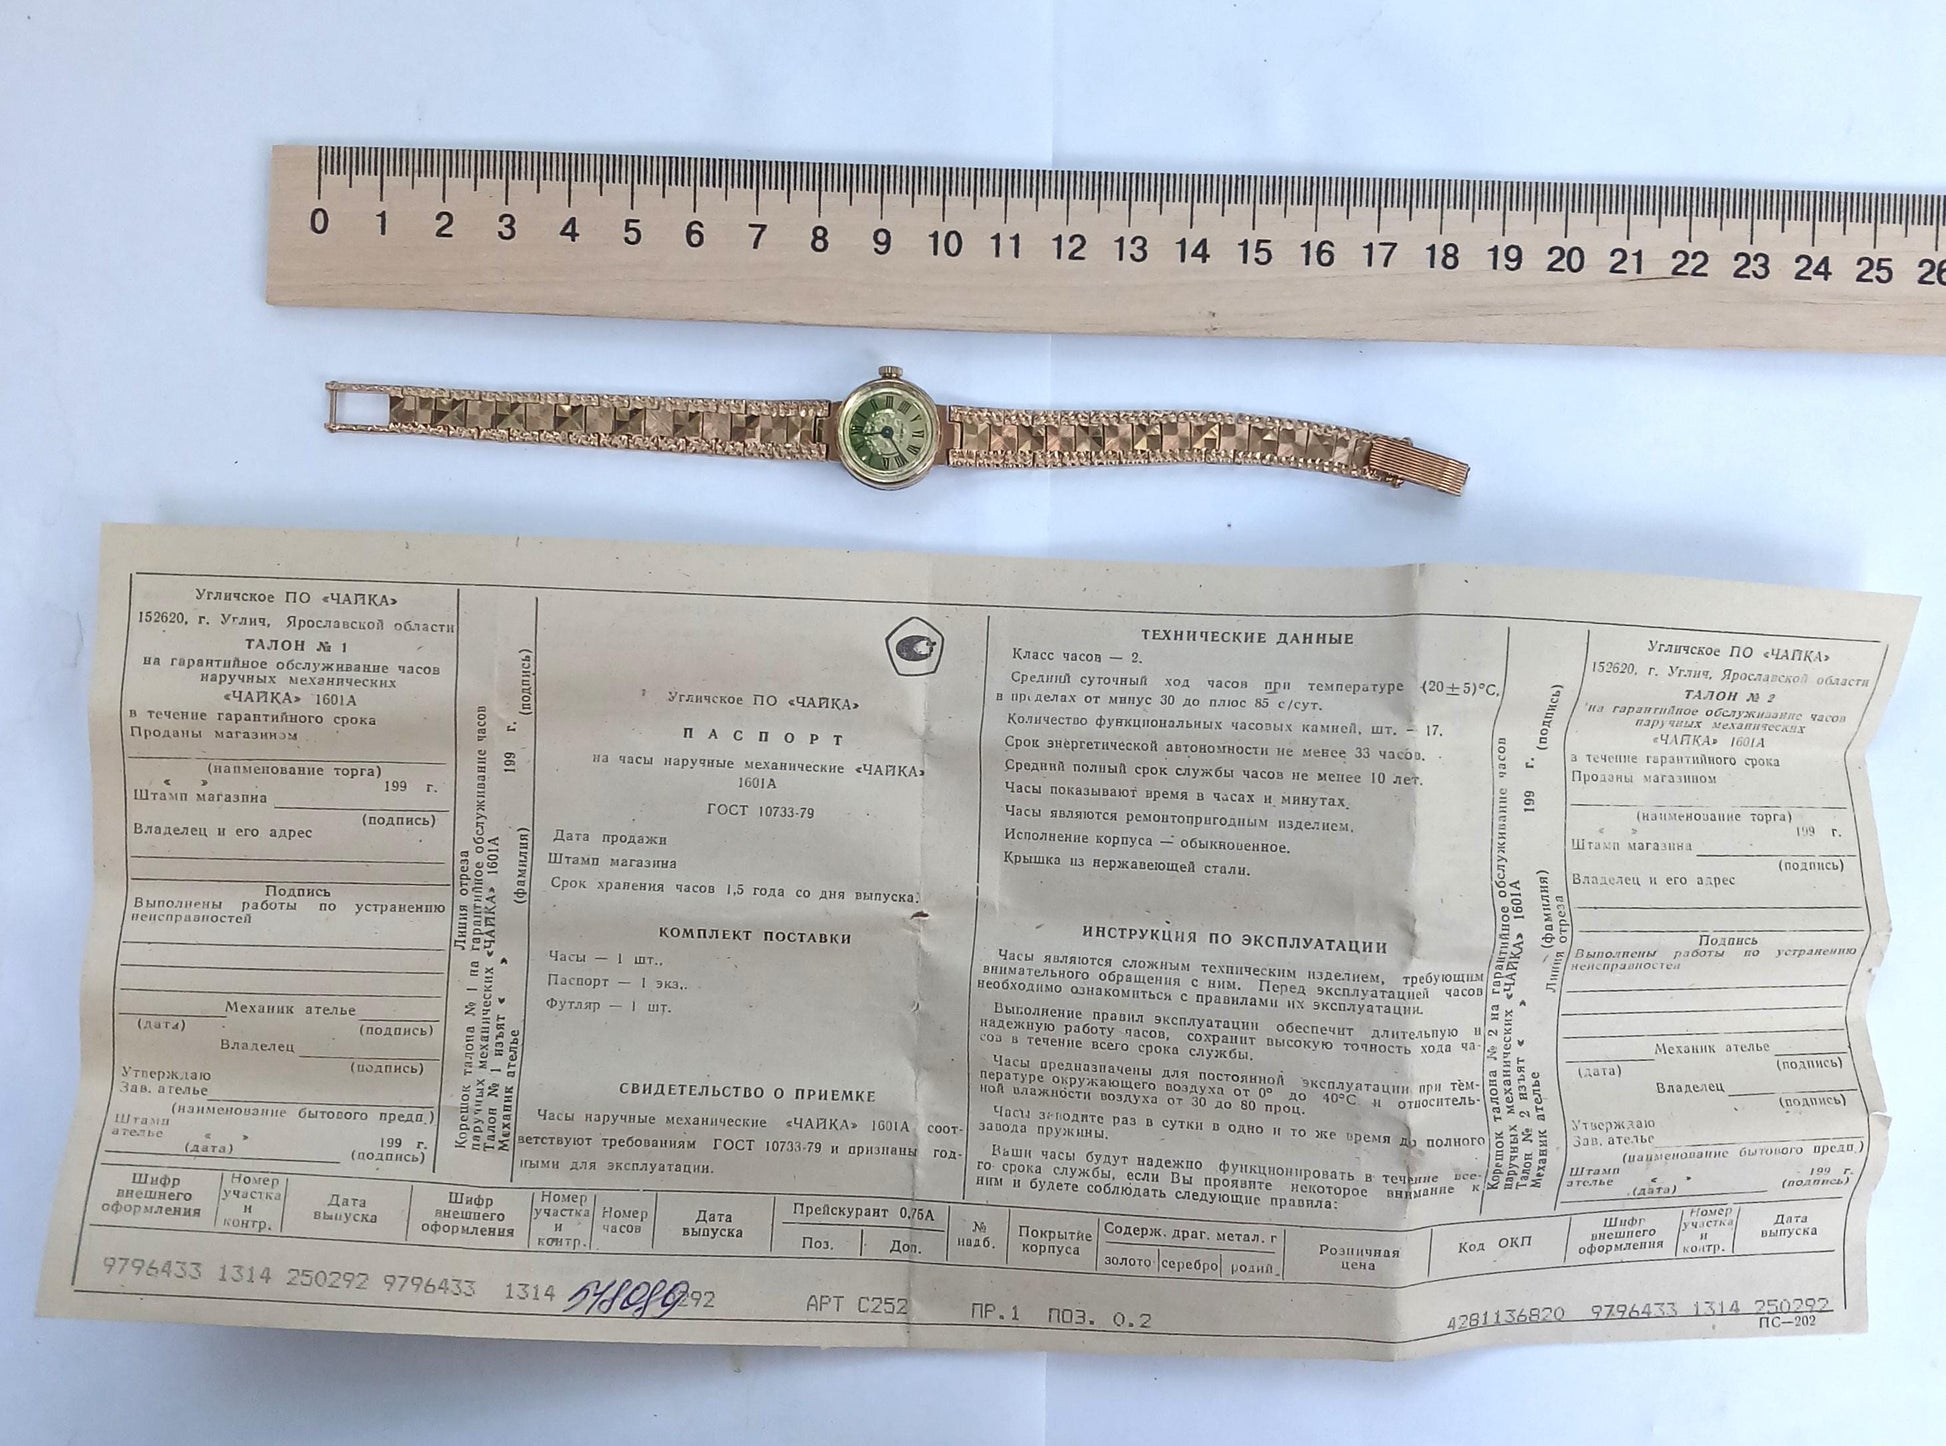 0 1 2 3 4 5 6 7 8 9 10 11 12 13 14 15 16 17 18 19 20 21 22 23 24 25 26
Угличское ПО «ЧАЙКА»
152620, г. Углич, Ярославской области
ТАЛОН № 1
на гарантийное обслуживание часов
наручных механических
«ЧАЙКА» 1601А
в течение гарантийного срока
Проданы магазином
(наименование торга)
« » 199 г.
Штамп магазина
(подпись)
Владелец и его адрес
Подпись
Выполнены работы по устранению
неисправностей
Механик ателье
(дата) (подпись)
Владелец
(подпись)
Утверждаю
Зав. ателье
(наименование бытового предп.)
Штамп
ателье « » 199 г.
(дата) (подпись)
Линия отреза
Корешок талона № 1 на гарантийное обслуживание часов
наручных механических «ЧАЙКА» 1601А
Талон № 1 изъят « » 199 г.
Механик ателье (фамилия) (подпись)
Угличское ПО «ЧАЙКА»
ПАСПОРТ
на часы наручные механические «ЧАЙКА»
1601А
ГОСТ 10733-79
Дата продажи
Штамп магазина
Срок хранения часов 1,5 года со дня выпуска.
КОМПЛЕКТ ПОСТАВКИ
Часы — 1 шт.,
Паспорт — 1 экз.,
Футляр — 1 шт.
СВИДЕТЕЛЬСТВО О ПРИЕМКЕ
Часы наручные механические «ЧАЙКА» 1601А соот-
ветствуют требованиям ГОСТ 10733-79 и признаны год-
ными для эксплуатации.
ТЕХНИЧЕСКИЕ ДАННЫЕ
Класс часов — 2.
Средний суточный ход часов при температуре (20±5)°С,
в пределах от минус 30 до плюс 85 с/сут.
Количество функциональных часовых камней, шт. – 17.
Срок энергетической автономности не менее 33 часов.
Средний полный срок службы часов не менее 10 лет.
Часы показывают время в часах и минутах.
Часы являются ремонтопригодным изделием.
Исполнение корпуса — обыкновенное.
Крышка из нержавеющей стали.
ИНСТРУКЦИЯ ПО ЭКСПЛУАТАЦИИ
Часы являются сложным техническим изделием, требующим
внимательного обращения с ним. Перед эксплуатацией часов
необходимо ознакомиться с правилами их эксплуатации.
Выполнение правил эксплуатации обеспечит длительную и
надежную работу часов, сохранит высокую точность хода ча-
сов в течение всего срока службы.
Часы предназначены для постоянной эксплуатации при тем-
пературе окружающего воздуха от 0° до 40°С и относитель-
ной влажности воздуха от 30 до 80 проц.
Часы заводите раз в сутки в одно и то же время до полного
завода пружины.
Ваши часы будут надежно функционировать в течение все-
го срока службы, если Вы проявите некоторое внимание к
ним и будете соблюдать следующие правила:
Корешок талона № 2 на гарантийное обслуживание часов
наручных механических «ЧАЙКА» 1601А
Талон № 2 изъят « » 199 г.
Механик ателье (фамилия) (подпись)
Линия отреза
Угличское ПО «ЧАЙКА»
152620, г. Углич, Ярославской области
ТАЛОН № 2
на гарантийное обслуживание часов
наручных механических
«ЧАЙКА» 1601А
в течение гарантийного срока
Проданы магазином
(наименование торга)
« » 199 г.
Штамп магазина
(подпись)
Владелец и его адрес
Подпись
Выполнены работы по устранению
неисправностей
Механик ателье
(дата) (подпись)
Владелец
(подпись)
Утверждаю
Зав. ателье
(наименование бытового предп.)
Штамп
ателье « » 199 г.
(дата) (подпись)
Шифр внешнего оформления Номер участка и контр. Дата выпуска Шифр внешнего оформления Номер участка и контр. Номер часов Дата выпуска Прейскурант 0,75А Поз. Доп. № надб. Покрытие корпуса Содерж. драг. метал. г золото серебро родий Розничная цена Код ОКП Шифр внешнего оформления Номер участка и контр. Дата выпуска
9796433 1314 250292 9796433 1314 548089 292 АРТ С252 ПР.1 ПОЗ. 0.2 4281136820 9796433 1314 250292
ПС—202